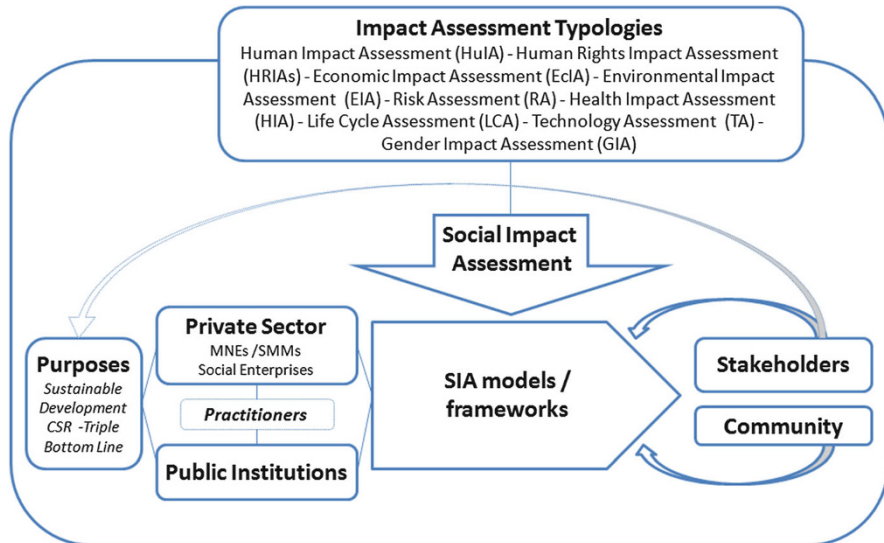 Impact Assessment Typologies
Human Impact Assessment (HuIA) - Human Rights Impact Assessment
(HRIAs) - Economic Impact Assessment (EcIA) - Environmental Impact
Assessment (EIA) - Risk Assessment (RA) - Health Impact Assessment
(HIA) - Life Cycle Assessment (LCA) - Technology Assessment (TA) -
Gender Impact Assessment (GIA)
Social Impact
Assessment
Purposes
Sustainable
Development
CSR -Triple
Bottom Line
Private Sector
MNEs /SMMs
Social Enterprises
Practitioners
Public Institutions
SIA models /
frameworks
Stakeholders
Community